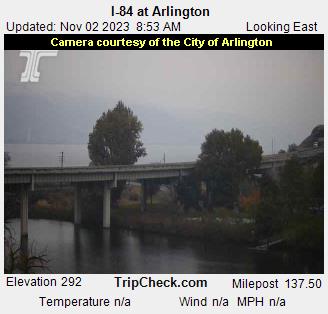 I-84 at Arlington
Updated: Nov 02 2023 8:53 AM Looking East
Camera courtesy of the City of Arlington
Elevation 292 TripCheck.com Milepost 137.50
Temperature n/a Wind n/a MPH n/a